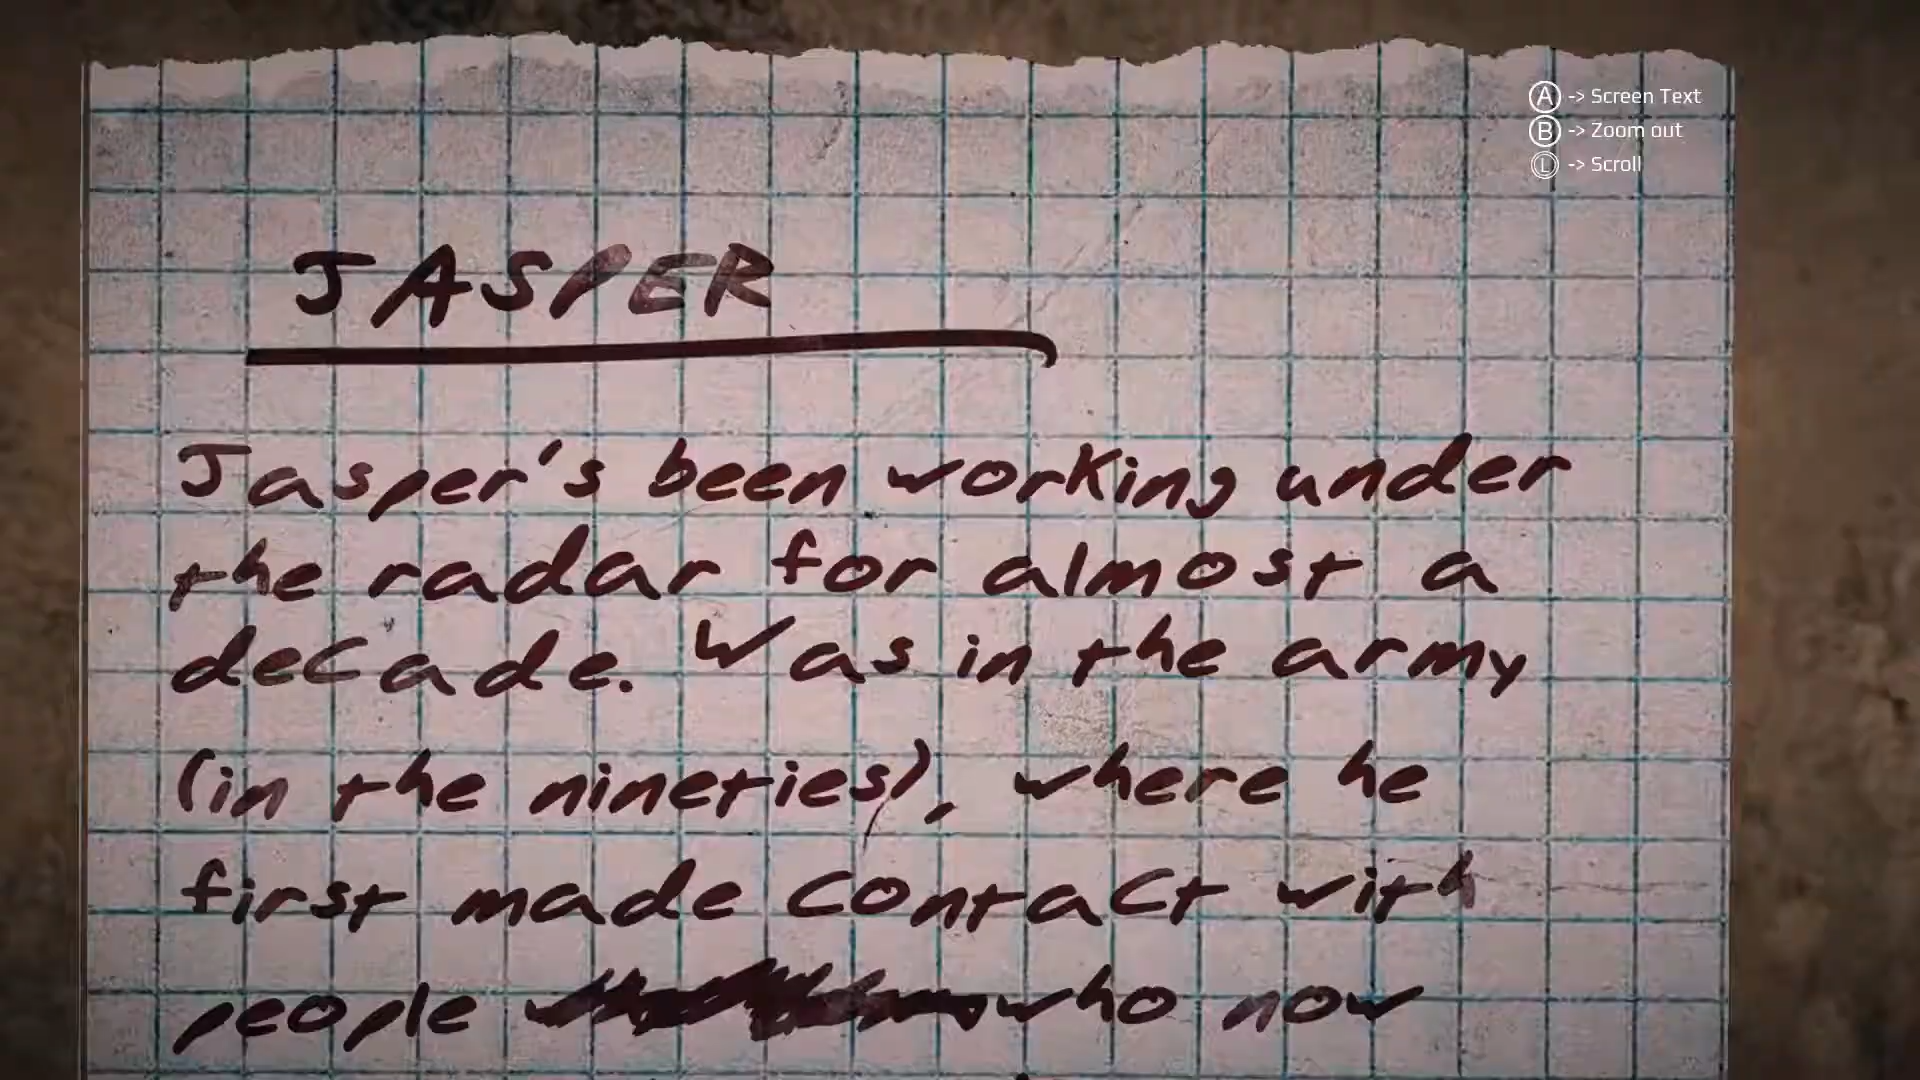 A -> Screen Text
B -> Zoom out
L -> Scroll
JASPER
Jasper's been working under
the radar for almost a
decade. Was in the army
(in the nineties), where he
first made contact with
people who now